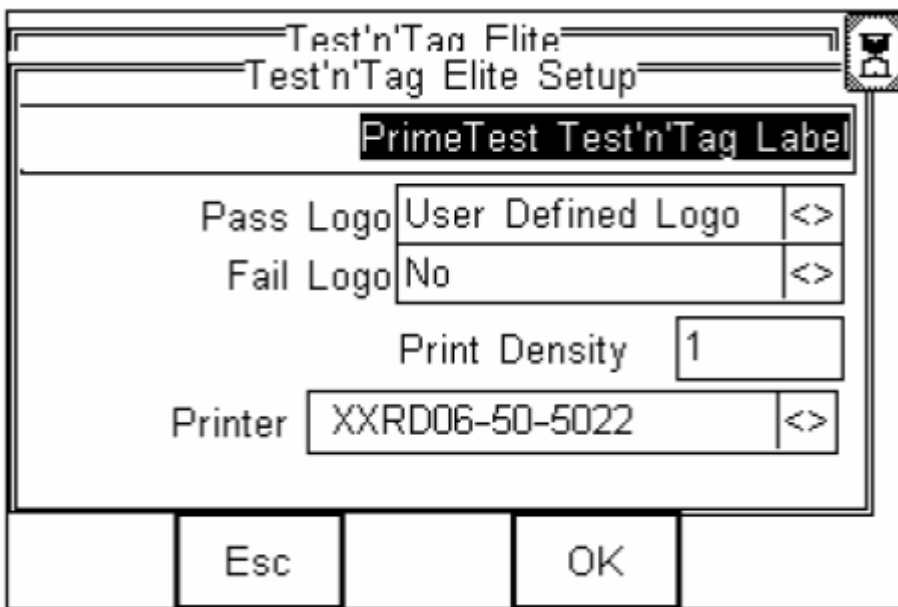 Test'n'Tag Elite
Test'n'Tag Elite Setup
PrimeTest Test'n'Tag Label
Pass Logo User Defined Logo <>
Fail Logo No <>
Print Density 1
Printer XXRD06-50-5022 <>
Esc OK